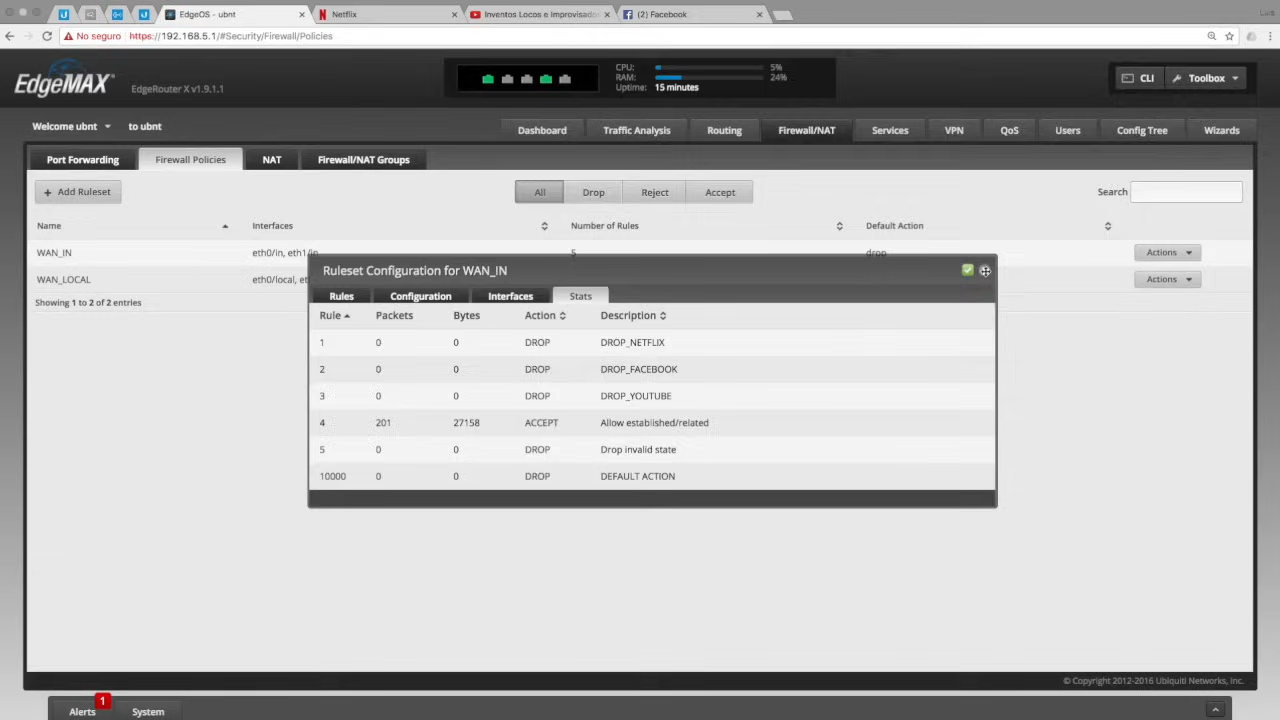 EdgeOS - ubnt
Netflix
Inventos Locos e Improvisado
(2) Facebook
Luis
No seguro
https://192.168.5.1/#Security/Firewall/Policies
EdgeMAX
EdgeRouter X v1.9.1.1
CPU: 5%
RAM: 24%
Uptime: 15 minutes
CLI
Toolbox
Welcome ubnt
to ubnt
Dashboard
Traffic Analysis
Routing
Firewall/NAT
Services
VPN
QoS
Users
Config Tree
Wizards
Port Forwarding
Firewall Policies
NAT
Firewall/NAT Groups
+ Add Ruleset
All
Drop
Reject
Accept
Search
Name Interfaces Number of Rules Default Action
WAN_IN eth0/in, eth1/in 5 drop Actions
WAN_LOCAL eth0/local, et Actions
Showing 1 to 2 of 2 entries
Ruleset Configuration for WAN_IN
Rules
Configuration
Interfaces
Stats
Rule Packets Bytes Action Description
1 0 0 DROP DROP_NETFLIX
2 0 0 DROP DROP_FACEBOOK
3 0 0 DROP DROP_YOUTUBE
4 201 27158 ACCEPT Allow established/related
5 0 0 DROP Drop invalid state
10000 0 0 DROP DEFAULT ACTION
© Copyright 2012-2016 Ubiquiti Networks, Inc.
Alerts
1
System